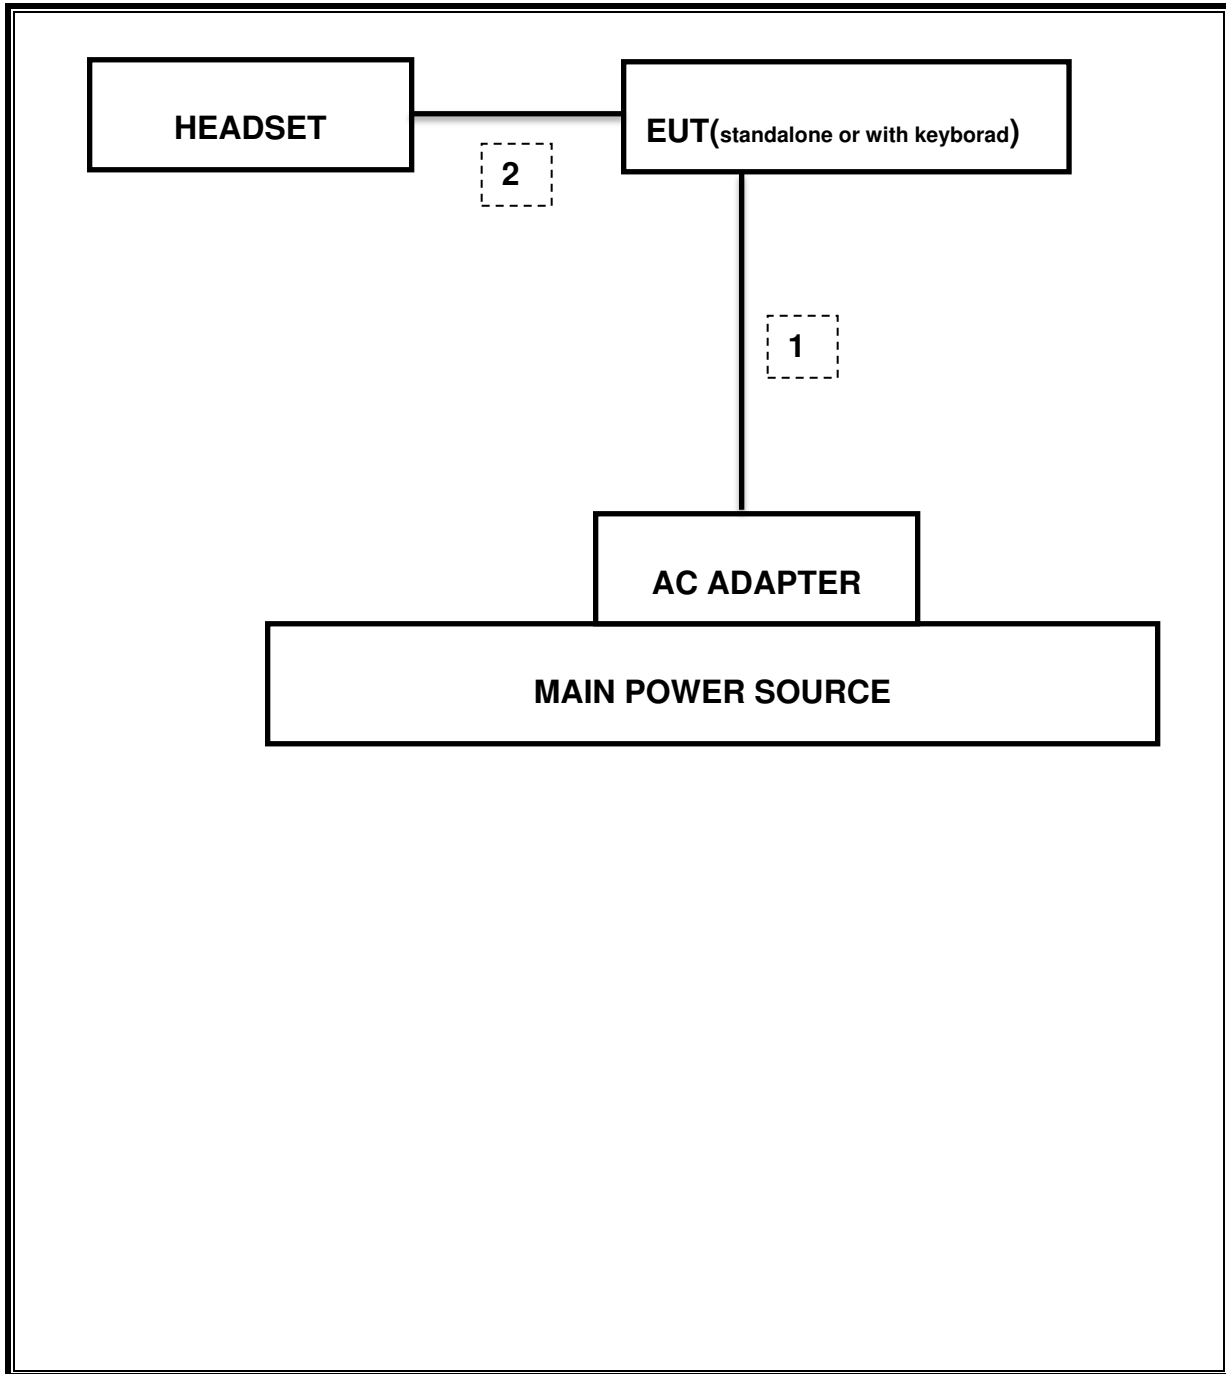 HEADSET
EUT(standalone or with keyborad)
2
1
AC ADAPTER
MAIN POWER SOURCE